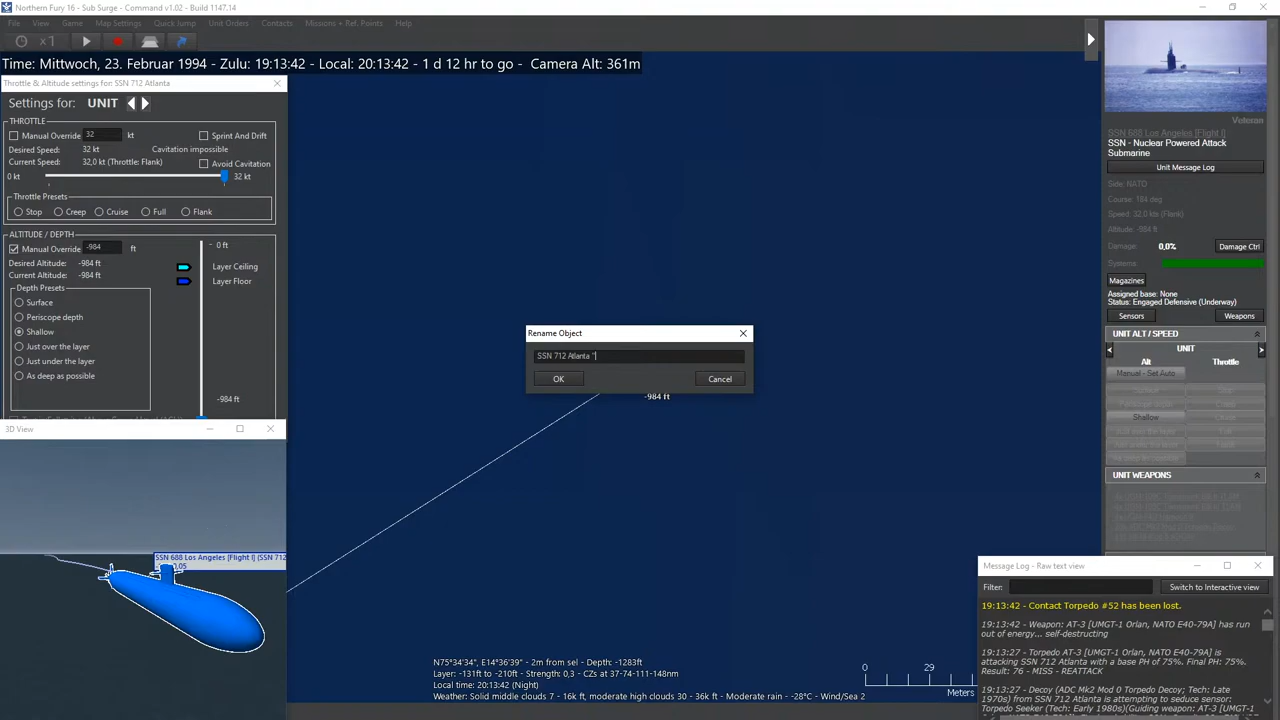 Northern Fury 16 - Sub Surge - Command v1.02 - Build 1147.14
File View Game Map Settings Quick Jump Unit Orders Contacts Missions + Ref. Points Help
x1
Time: Mittwoch, 23. Februar 1994 - Zulu: 19:13:42 - Local: 20:13:42 - 1 d 12 hr to go - Camera Alt: 361m
Throttle & Altitude settings for: SSN 712 Atlanta
Settings for: UNIT
THROTTLE
Manual Override 32 kt Sprint And Drift
Desired Speed: 32 kt Cavitation impossible
Current Speed: 32,0 kt (Throttle: Flank) Avoid Cavitation
0 kt 32 kt
Throttle Presets
Stop Creep Cruise Full Flank
ALTITUDE / DEPTH
Manual Override -984 ft
Desired Altitude: -984 ft
Current Altitude: -984 ft
Depth Presets
Surface
Periscope depth
Shallow
Just over the layer
Just under the layer
As deep as possible
- 0 ft
Layer Ceiling
Layer Floor
-984 ft
3D View
SSN 688 Los Angeles [Flight I] (SSN 712
0,05
Rename Object
SSN 712 Atlanta "
OK Cancel
-984 ft
N75°34'34", E14°36'39" - 2m from sel - Depth: -1283ft
Layer: -131ft to -210ft - Strength: 0,3 - CZs at 37-74-111-148nm
Local time: 20:13:42 (Night)
Weather: Solid middle clouds 7 - 16k ft, moderate high clouds 30 - 36k ft - Moderate rain - -28°C - Wind/Sea 2
0 29
Meters
Veteran
SSN 688 Los Angeles [Flight I]
SSN - Nuclear Powered Attack
Submarine
Unit Message Log
Side: NATO
Course: 184 deg
Speed: 32,0 kts (Flank)
Altitude: -984 ft
Damage: 0,0% Damage Ctrl
Systems:
Magazines
Assigned base: None
Status: Engaged Defensive (Underway)
Sensors Weapons
UNIT ALT / SPEED
UNIT
Alt Throttle
Manual - Set Auto
Shallow
UNIT WEAPONS
Message Log - Raw text view
Filter: Switch to Interactive view
19:13:42 - Contact Torpedo #52 has been lost.
19:13:42 - Weapon: AT-3 [UMGT-1 Orlan, NATO E40-79A] has run
out of energy... self-destructing
19:13:27 - Torpedo AT-3 [UMGT-1 Orlan, NATO E40-79A] is
attacking SSN 712 Atlanta with a base PH of 75%. Final PH: 75%.
Result: 76 - MISS - REATTACK
19:13:27 - Decoy (ADC Mk2 Mod 0 Torpedo Decoy; Tech: Late
1970s) from SSN 712 Atlanta is attempting to seduce sensor:
Torpedo Seeker (Tech: Early 1980s)(Guiding weapon: AT-3 [UMGT-1